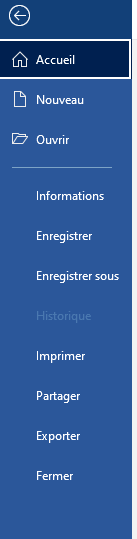 Accueil
Nouveau
Ouvrir
Informations
Enregistrer
Enregistrer sous
Historique
Imprimer
Partager
Exporter
Fermer